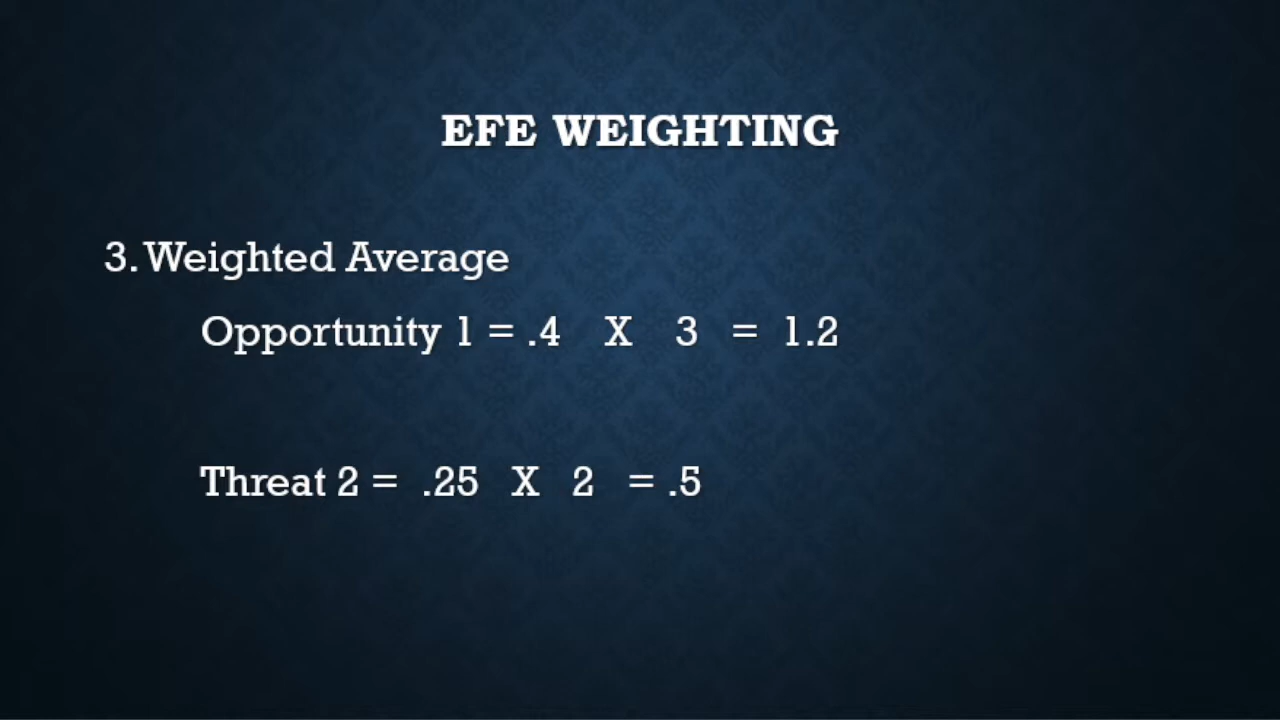 EFE WEIGHTING
3. Weighted Average
Opportunity 1 = .4 X 3 = 1.2
Threat 2 = .25 X 2 = .5